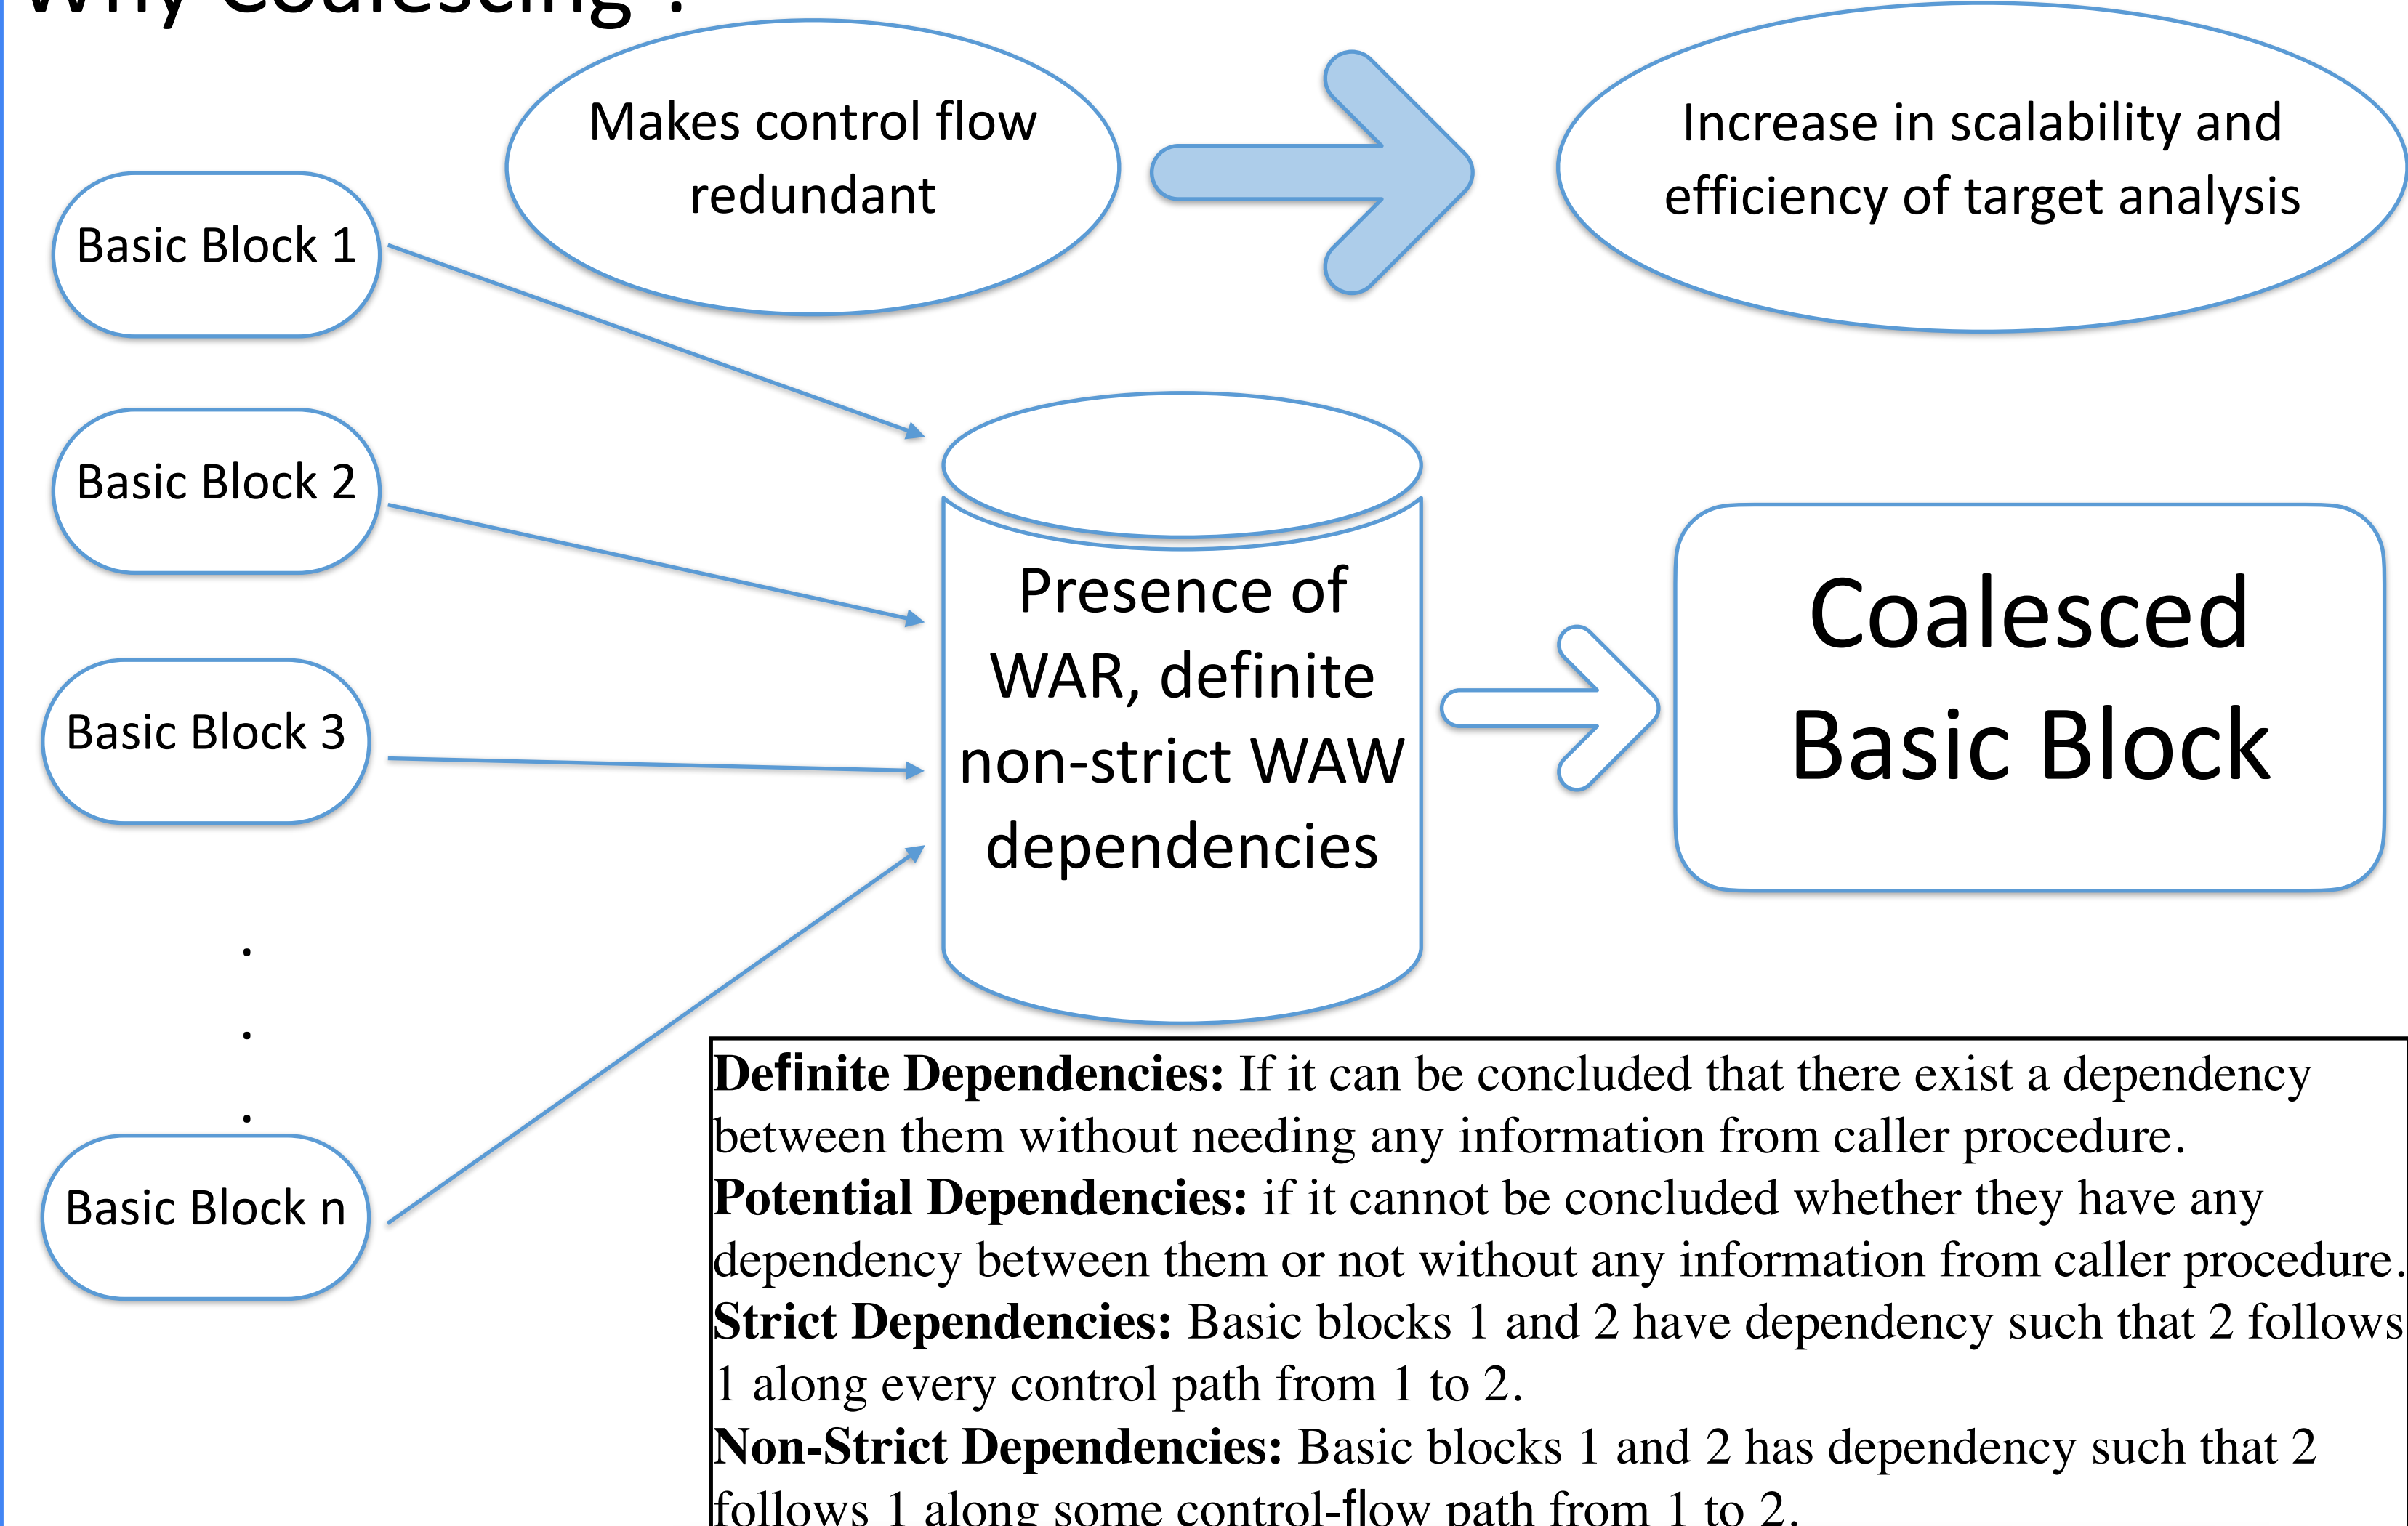 Why Coalescing ?
Makes control flow
redundant
Increase in scalability and
efficiency of target analysis
Basic Block 1
Basic Block 2
Basic Block 3
.
.
.
Basic Block n
Presence of
WAR, definite
non-strict WAW
dependencies
Coalesced
Basic Block
Definite Dependencies: If it can be concluded that there exist a dependency
between them without needing any information from caller procedure.
Potential Dependencies: if it cannot be concluded whether they have any
dependency between them or not without any information from caller procedure.
Strict Dependencies: Basic blocks 1 and 2 have dependency such that 2 follows
1 along every control path from 1 to 2.
Non-Strict Dependencies: Basic blocks 1 and 2 has dependency such that 2
follows 1 along some control-flow path from 1 to 2.